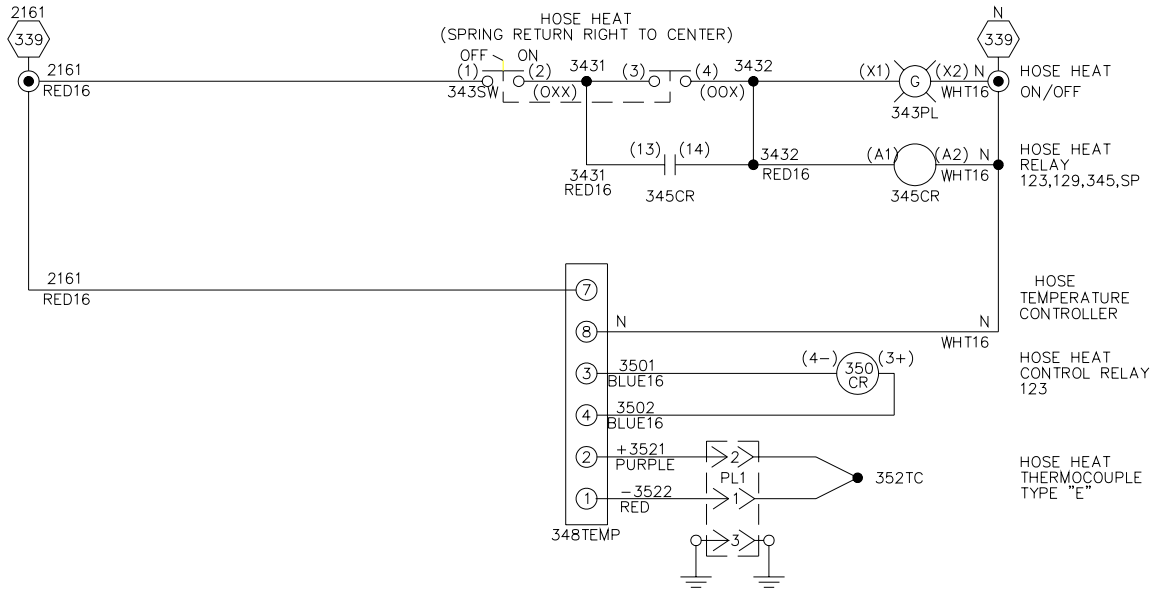 2161
339
HOSE HEAT
(SPRING RETURN RIGHT TO CENTER)
OFF ON
N
339
2161
RED16
(1) (2)
343SW
(OXX)
3431
(3) (4)
(OOX)
3432
(X1) G (X2) N
WHT16
343PL
HOSE HEAT
ON/OFF
3431
RED16
(13) (14)
345CR
3432
RED16
(A1) (A2) N
WHT16
345CR
HOSE HEAT
RELAY
123,129,345,SP
2161
RED16
7
HOSE
TEMPERATURE
CONTROLLER
8
N
N
WHT16
3
3501
BLUE16
(4-) 350 (3+)
CR
HOSE HEAT
CONTROL RELAY
123
4
3502
BLUE16
2
+3521
PURPLE
2
PL1
352TC
HOSE HEAT
THERMOCOUPLE
TYPE "E"
1
-3522
RED
1
348TEMP
3